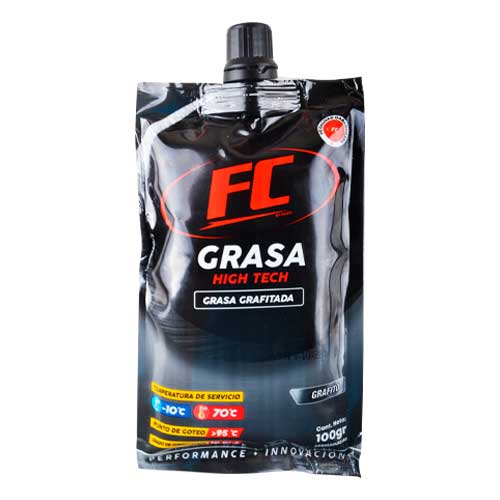 FC
FC
GRASA
HIGH TECH
GRASA GRAFITADA
GRAFITO
TEMPERATURA DE SERVICIO
-10°C
70°C
PUNTO DE GOTEO
>95°C
Cont. Neto:
100gr
PERFORMANCE + INNOVACION